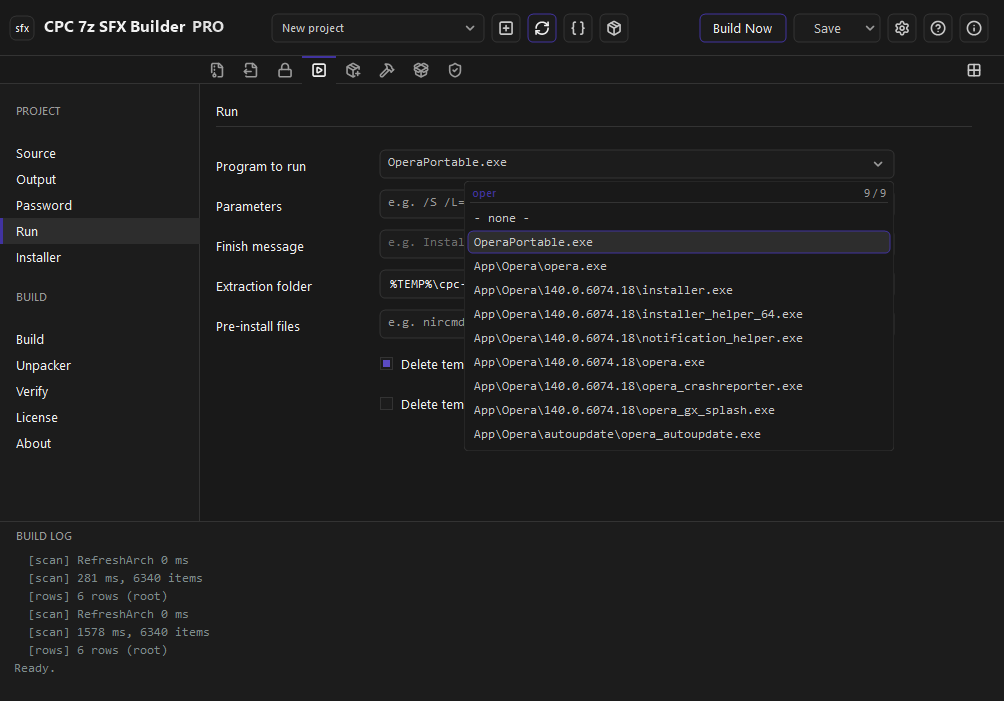 sfx CPC 7z SFX Builder PRO
New project
{ }
Build Now
Save
PROJECT
Source
Output
Password
Run
Installer
BUILD
Build
Unpacker
Verify
License
About
Run
Program to run
OperaPortable.exe
oper 9/9
- none -
OperaPortable.exe
App\Opera\opera.exe
App\Opera\140.0.6074.18\installer.exe
App\Opera\140.0.6074.18\installer_helper_64.exe
App\Opera\140.0.6074.18\notification_helper.exe
App\Opera\140.0.6074.18\opera.exe
App\Opera\140.0.6074.18\opera_crashreporter.exe
App\Opera\140.0.6074.18\opera_gx_splash.exe
App\Opera\autoupdate\opera_autoupdate.exe
Parameters
e.g. /S /L=
Finish message
e.g. Instal
Extraction folder
%TEMP%\cpc-
Pre-install files
e.g. nircmd
Delete tem
Delete tem
BUILD LOG
[scan] RefreshArch 0 ms
[scan] 281 ms, 6340 items
[rows] 6 rows (root)
[scan] RefreshArch 0 ms
[scan] 1578 ms, 6340 items
[rows] 6 rows (root)
Ready.